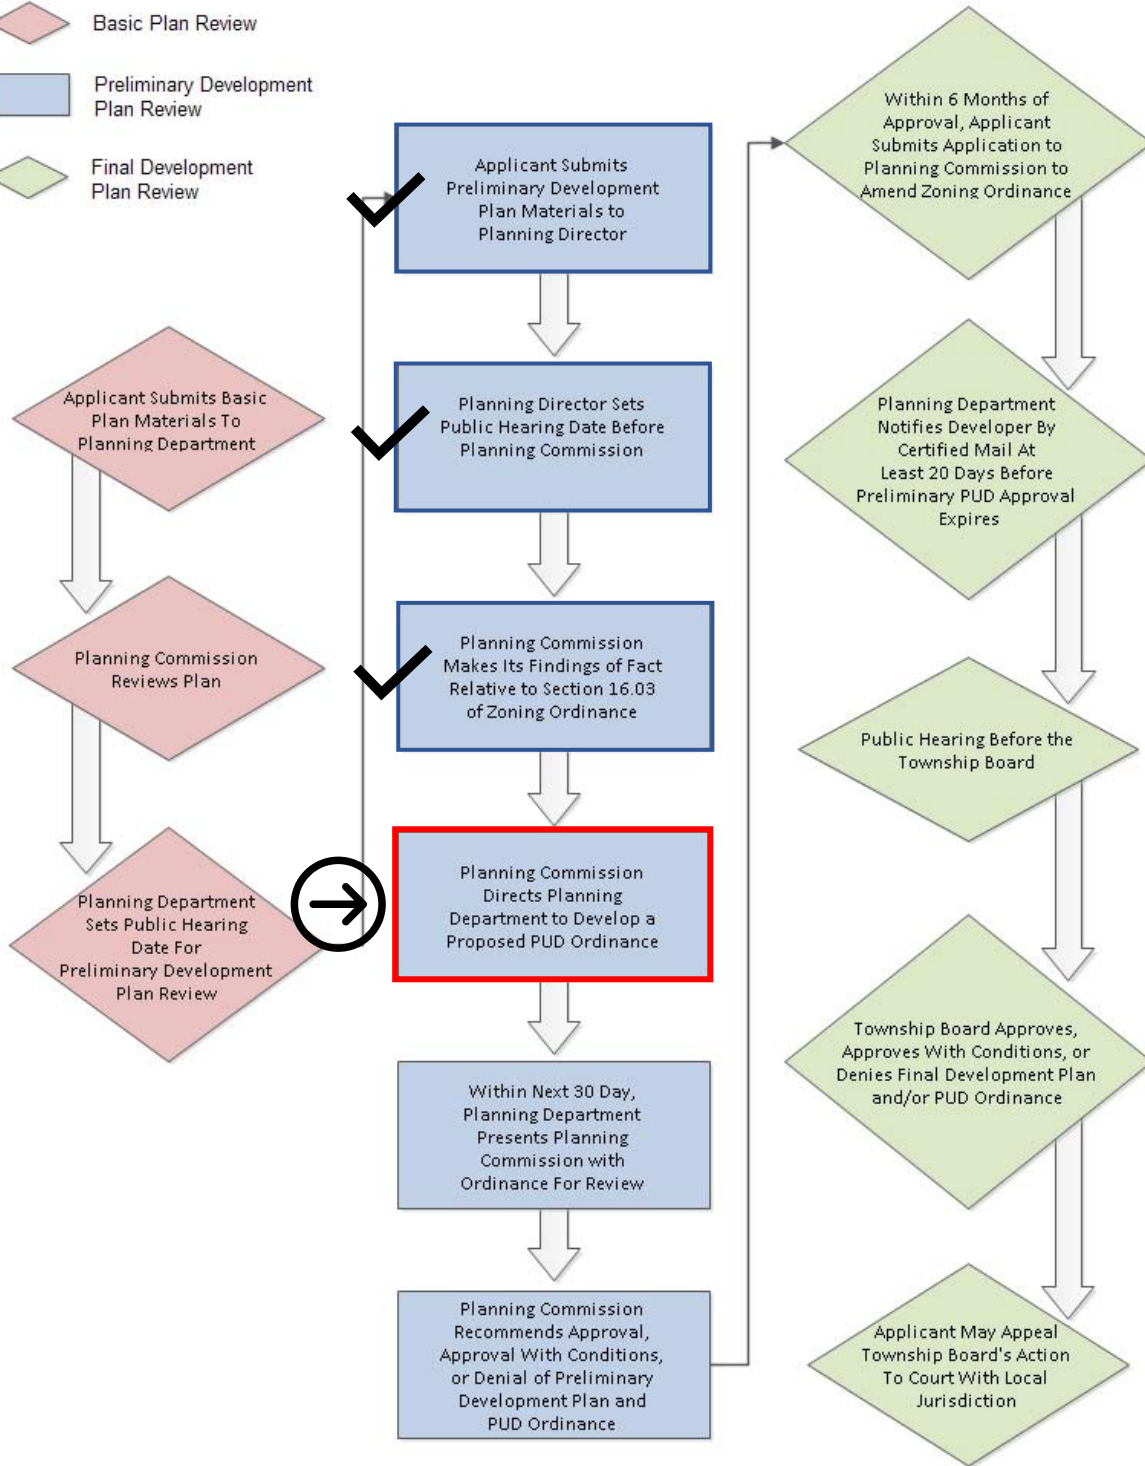 Basic Plan Review
Preliminary Development
Plan Review
Final Development
Plan Review
Applicant Submits Basic
Plan Materials To
Planning Department
Planning Commission
Reviews Plan
Planning Department
Sets Public Hearing
Date For
Preliminary Development
Plan Review
Applicant Submits
Preliminary Development
Plan Materials to
Planning Director
Planning Director Sets
Public Hearing Date Before
Planning Commission
Planning Commission
Makes Its Findings of Fact
Relative to Section 16.03
of Zoning Ordinance
Planning Commission
Directs Planning
Department to Develop a
Proposed PUD Ordinance
Within Next 30 Day,
Planning Department
Presents Planning
Commission with
Ordinance For Review
Planning Commission
Recommends Approval,
Approval With Conditions,
or Denial of Preliminary
Development Plan and
PUD Ordinance
Within 6 Months of
Approval, Applicant
Submits Application to
Planning Commission to
Amend Zoning Ordinance
Planning Department
Notifies Developer By
Certified Mail At
Least 20 Days Before
Preliminary PUD Approval
Expires
Public Hearing Before the
Township Board
Township Board Approves,
Approves With Conditions, or
Denies Final Development Plan
and/or PUD Ordinance
Applicant May Appeal
Township Board's Action
To Court With Local
Jurisdiction